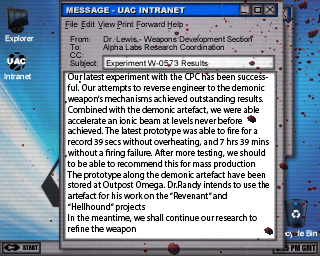 MESSAGE - UAC INTRANET
File Edit View Print Forward Help
Explorer
From: Dr. Lewis,- Weapons Development Section
To: Alpha Labs Research Coordination
CC:
UAC
Subject: Experiment W-0573 Results
Intranet
Our latest experiment with the CPC has been success-
ful. Our attempts to reverse engineer to the demonic
weapon's mechanisms achieved outstanding results
Combined with the demonic artefact, we were able
accelerate an ionic beam at levels never before
achieved. The latest prototype was able to fire for a
record 39 secs without overheating, and 7 hrs 39 mins
without a firing failure. After more testing, we should
to be able to recommend this for mass production
The prototype along the demonic artefact have been
stored at Outpost Omega. Dr.Randy intends to use the
artefact for his work on the "Revenant" and
"Hellhound" projects
In the meantime, we shall continue our research to
refine the weapon
Recycle Bin
START
PM GMT